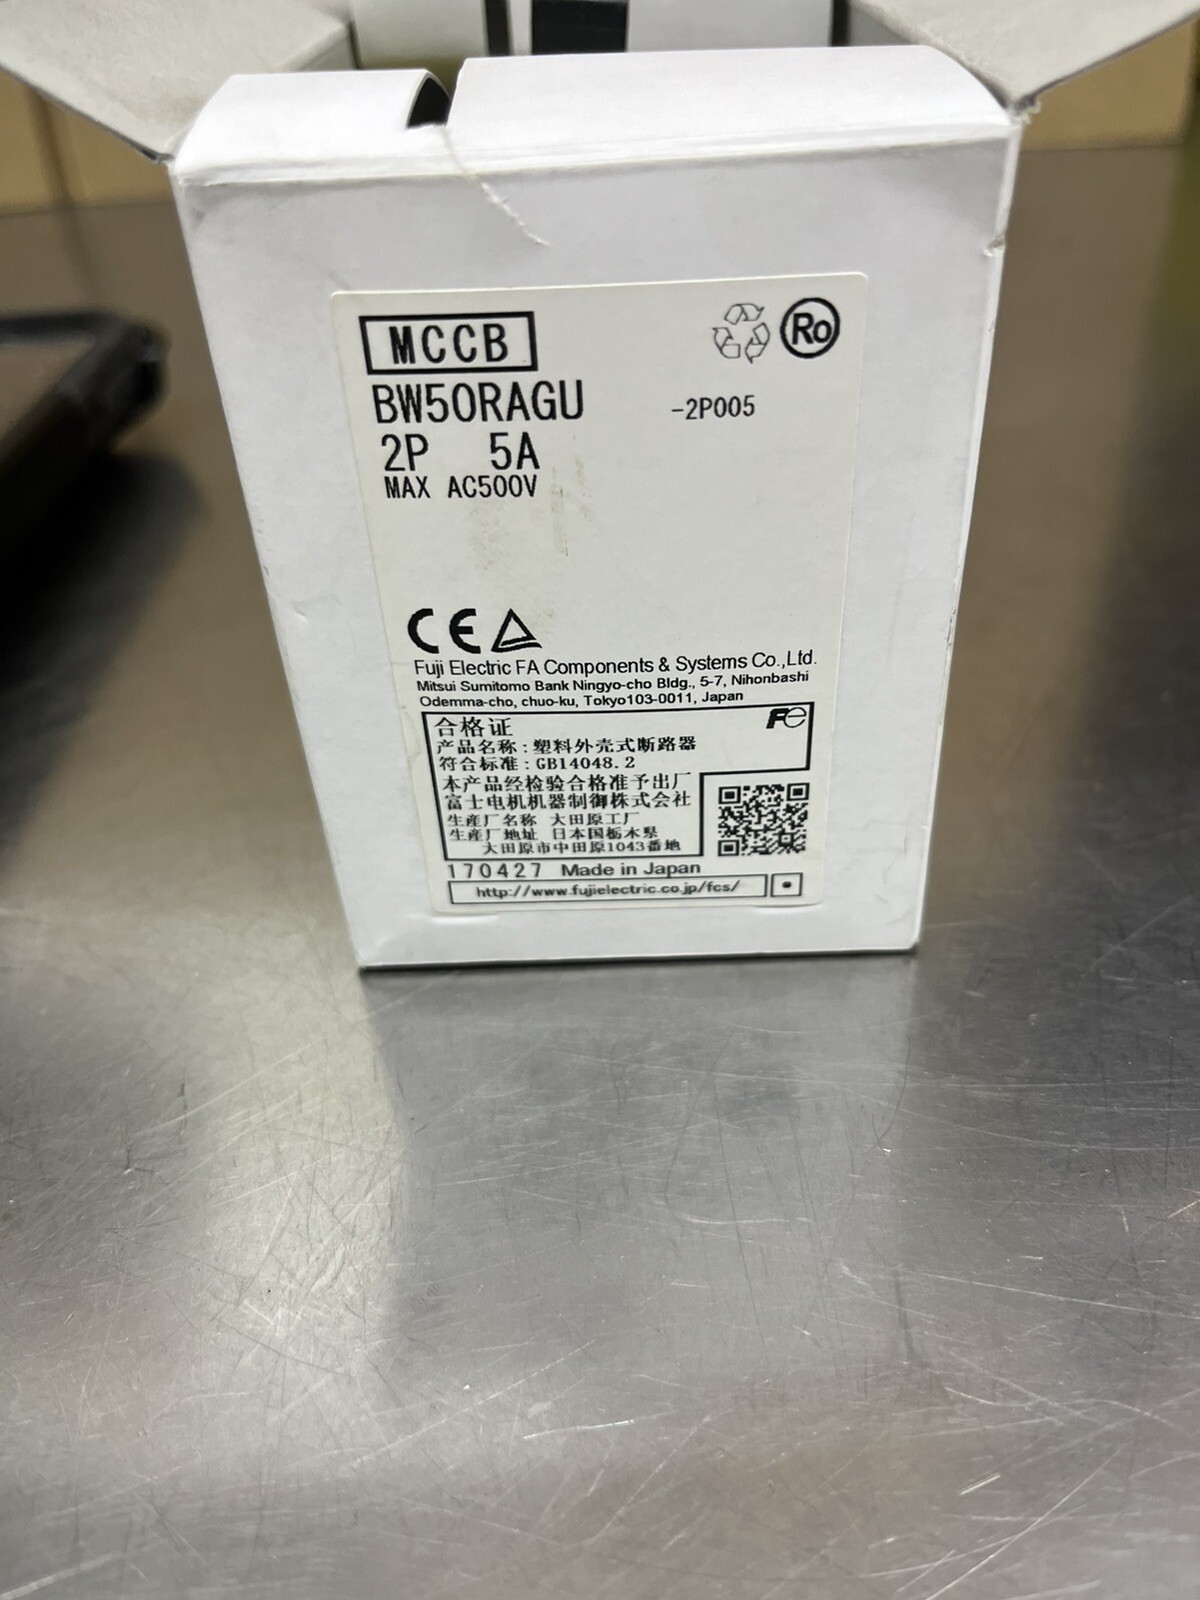 MCCB
Ro
BW50RAGU -2P005
2P 5A
MAX AC500V
CE
Fuji Electric FA Components & Systems Co.,Ltd.
Mitsui Sumitomo Bank Ningyo-cho Bldg., 5-7, Nihonbashi
Odemma-cho, chuo-ku, Tokyo103-0011, Japan
合格证 Fe
产品名称:塑料外壳式断路器
符合标准:GB14048.2
本产品经检验合格准予出厂
富士电机机器制御株式会社
生産厂名称 大田原工厂
生産厂地址 日本国栃木県
大田原市中田原1043番地
170427 Made in Japan
http://www.fujielectric.co.jp/fcs/